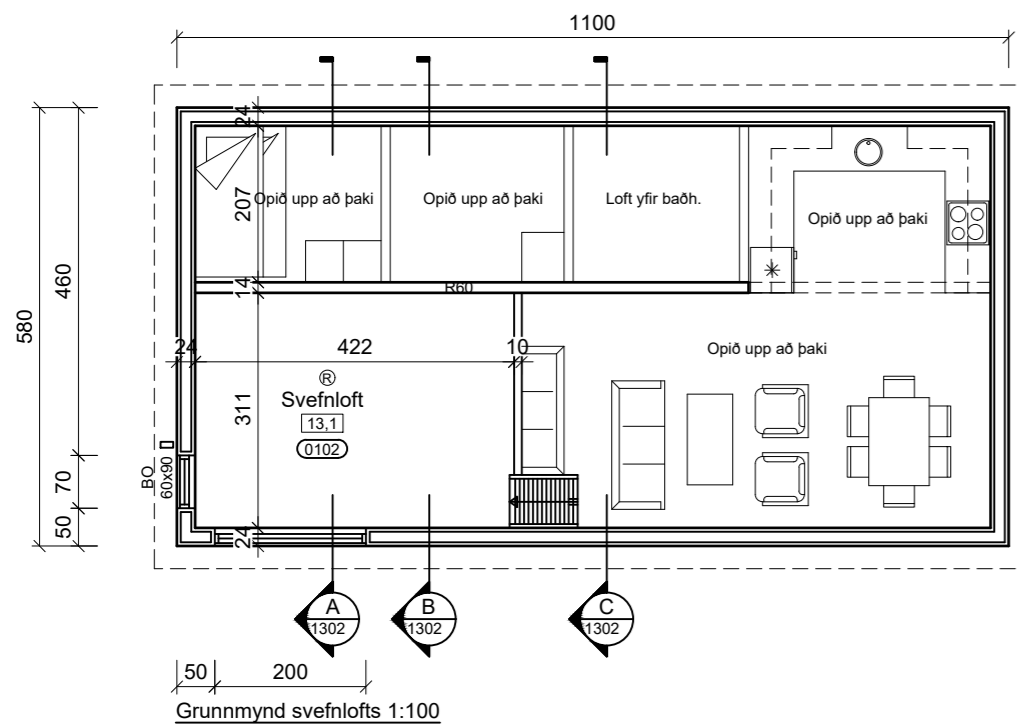 1100
24
207
Opið upp að þaki
Opið upp að þaki
Loft yfir baðh.
Opið upp að þaki
580
460
14
R60
24
422
10
Opið upp að þaki
311
®
Svefnloft
13,1
0102
BO
60x90
70
50
24
A
1302
B
1302
C
1302
50
200
Grunnmynd svefnlofts 1:100